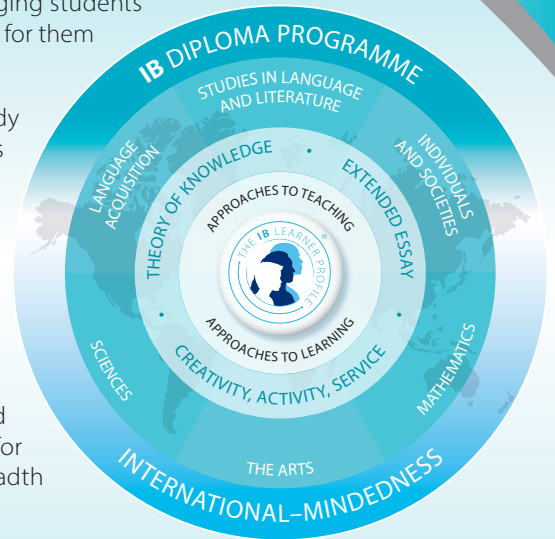 ging students
for them
dy
s
d
for
adth
IB DIPLOMA PROGRAMME
STUDIES IN LANGUAGE
AND LITERATURE
LANGUAGE
ACQUISITION
INDIVIDUALS
AND SOCIETIES
THEORY OF KNOWLEDGE
•
EXTENDED ESSAY
•
APPROACHES TO TEACHING
THE IB LEARNER PROFILE®
APPROACHES TO LEARNING
•
CREATIVITY, ACTIVITY, SERVICE
SCIENCES
MATHEMATICS
THE ARTS
INTERNATIONAL–MINDEDNESS